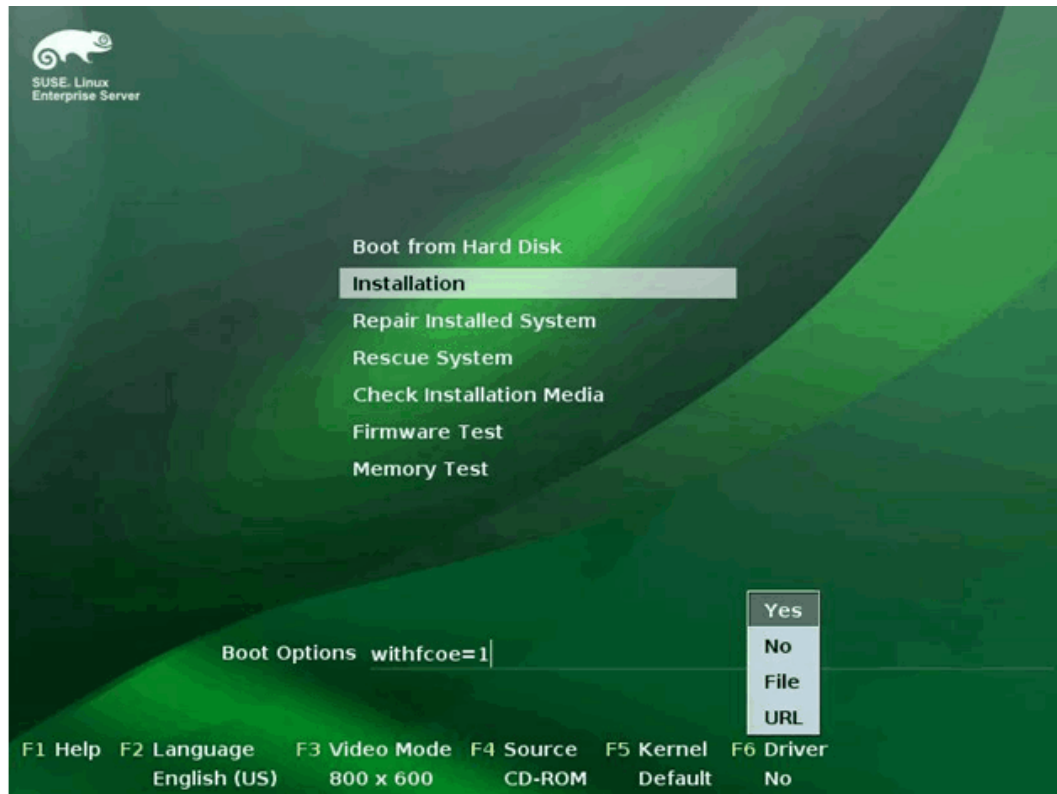 SUSE. Linux
Enterprise Server
Boot from Hard Disk
Installation
Repair Installed System
Rescue System
Check Installation Media
Firmware Test
Memory Test
Boot Options withfcoe=1
Yes
No
File
URL
F1 Help F2 Language F3 Video Mode F4 Source F5 Kernel F6 Driver
English (US) 800 x 600 CD-ROM Default No